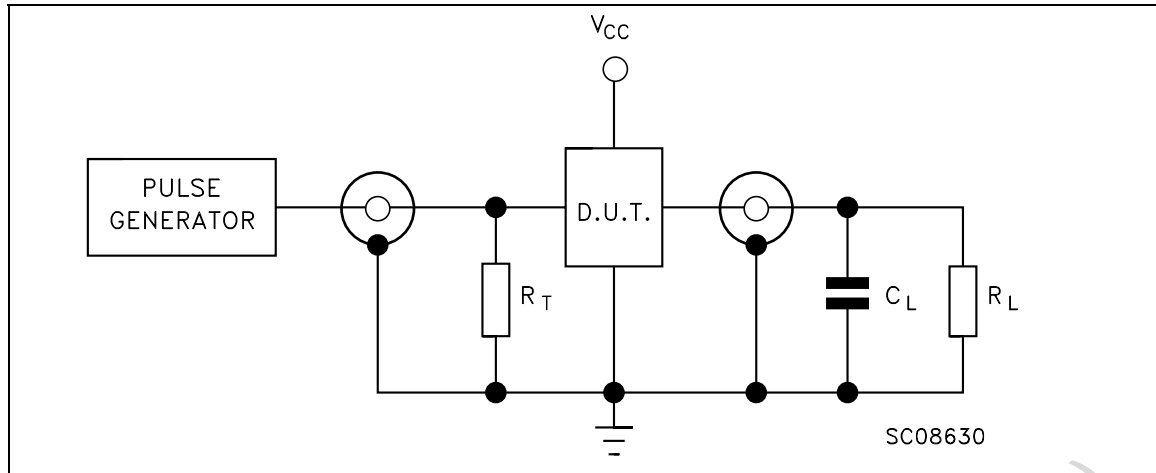 VCC
PULSE
GENERATOR
D.U.T.
RT
CL
RL
SC08630